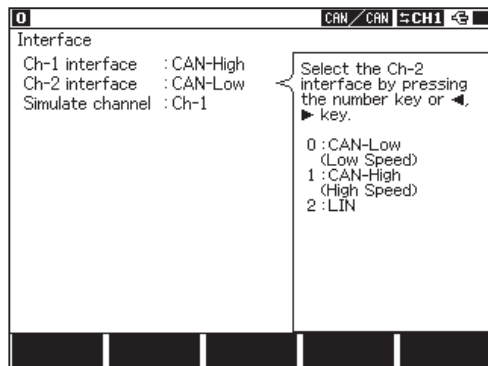 0 CAN/CAN ⇆CH1
Interface
Ch-1 interface : CAN-High
Ch-2 interface : CAN-Low
Simulate channel : Ch-1
Select the Ch-2
interface by pressing
the number key or ◀,
▶ key.
0 :CAN-Low
(Low Speed)
1 :CAN-High
(High Speed)
2 :LIN